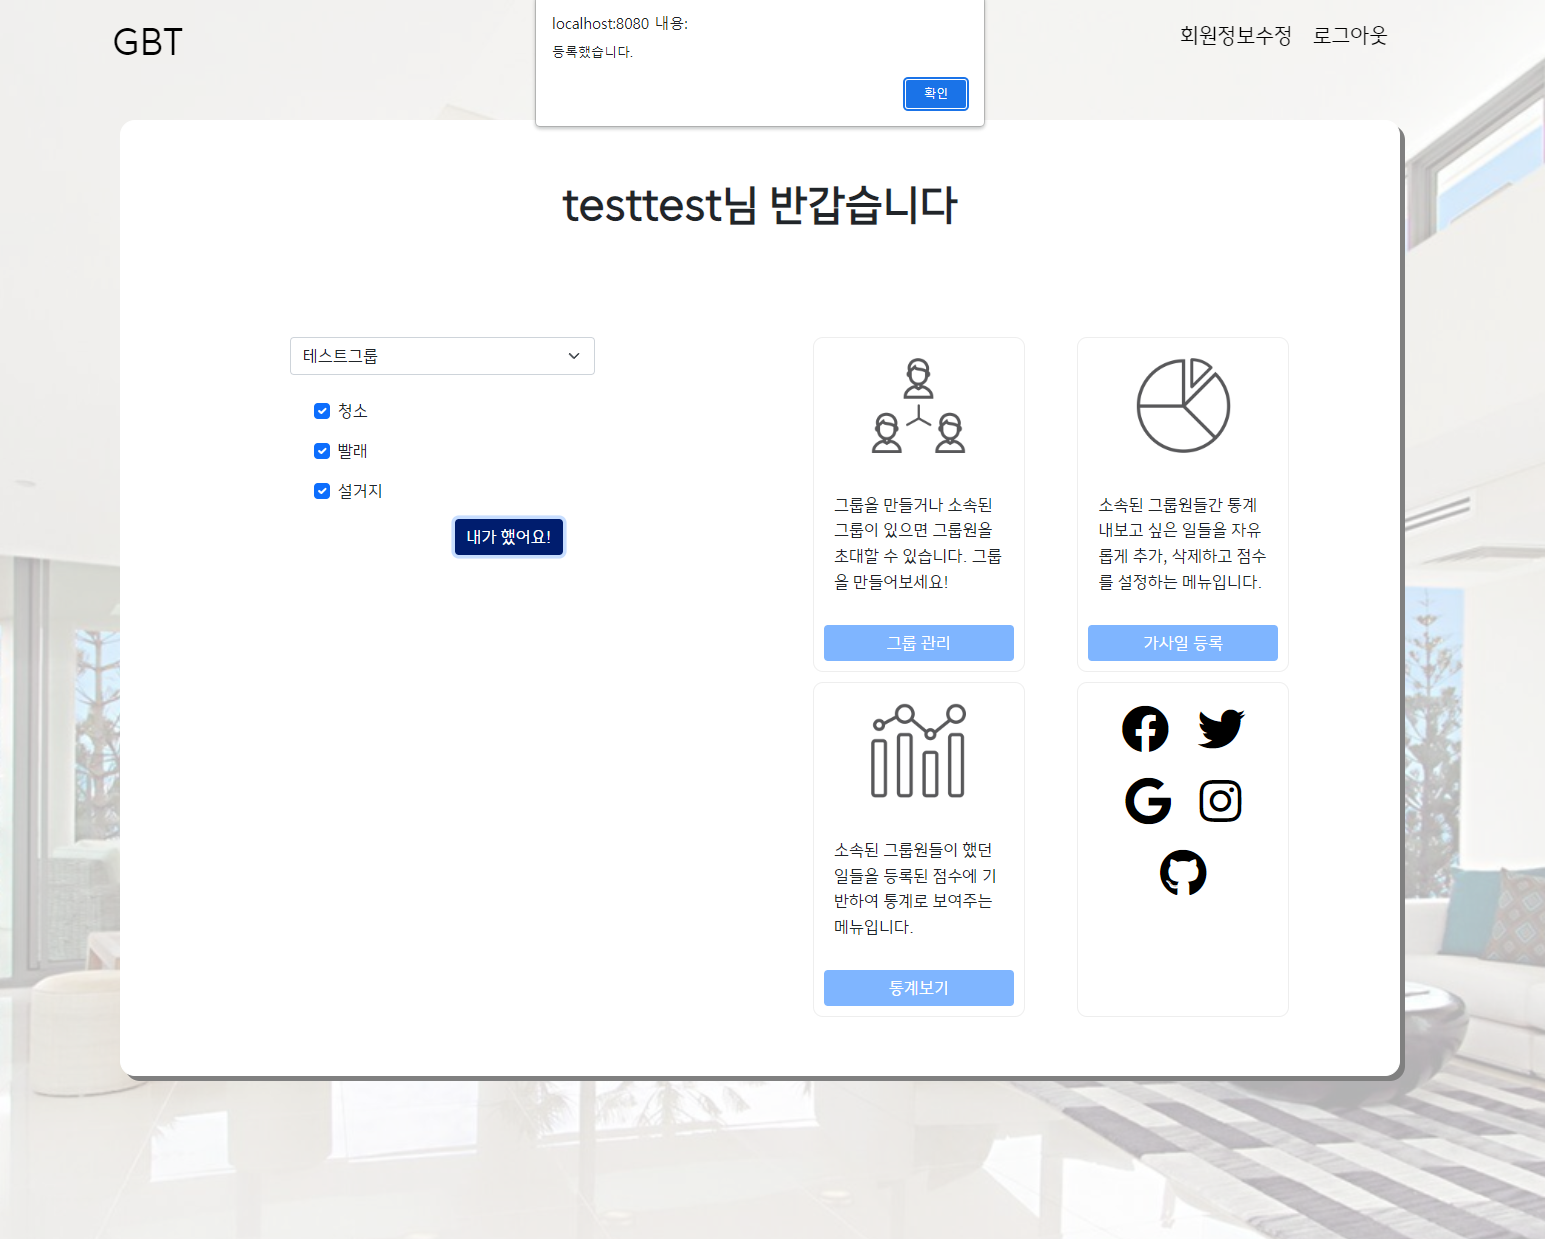 GBT
회원정보수정
로그아웃
localhost:8080 내용:
등록했습니다.
확인
testtest님 반갑습니다
테스트그룹
청소
빨래
설거지
내가 했어요!
그룹을 만들거나 소속된
그룹이 있으면 그룹원을
초대할 수 있습니다. 그룹
을 만들어보세요!
그룹 관리
소속된 그룹원들간 통계
내보고 싶은 일들을 자유
롭게 추가, 삭제하고 점수
를 설정하는 메뉴입니다.
가사일 등록
소속된 그룹원들이 했던
일들을 등록된 점수에 기
반하여 통계로 보여주는
메뉴입니다.
통계보기